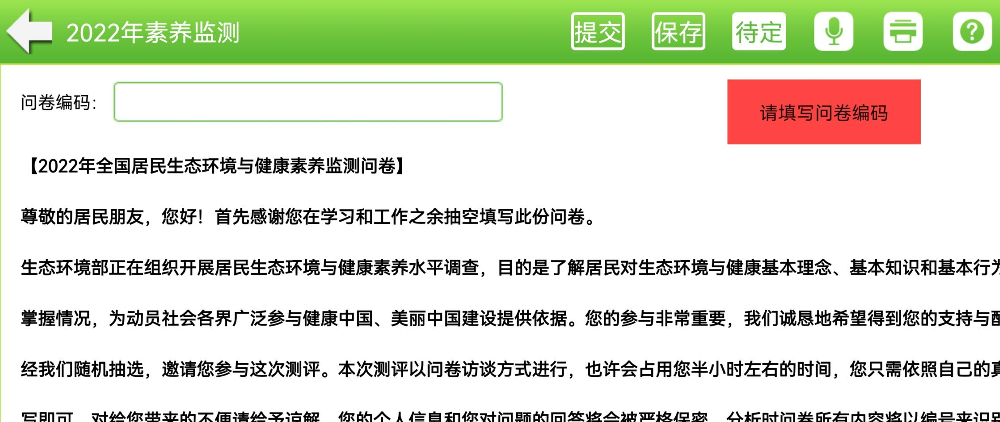 2022年素养监测 提交 保存 待定
问卷编码：
请填写问卷编码
【2022年全国居民生态环境与健康素养监测问卷】
尊敬的居民朋友，您好！首先感谢您在学习和工作之余抽空填写此份问卷。
生态环境部正在组织开展居民生态环境与健康素养水平调查，目的是了解居民对生态环境与健康基本理念、基本知识和基本行为
掌握情况，为动员社会各界广泛参与健康中国、美丽中国建设提供依据。您的参与非常重要，我们诚恳地希望得到您的支持与配
经我们随机抽选，邀请您参与这次测评。本次测评以问卷访谈方式进行，也许会占用您半小时左右的时间，您只需依照自己的真
写即可。对给您带来的不便请给予谅解。您的个人信息和您对问题的回答将会被严格保密。分析时问卷所有内容将以编号来识别